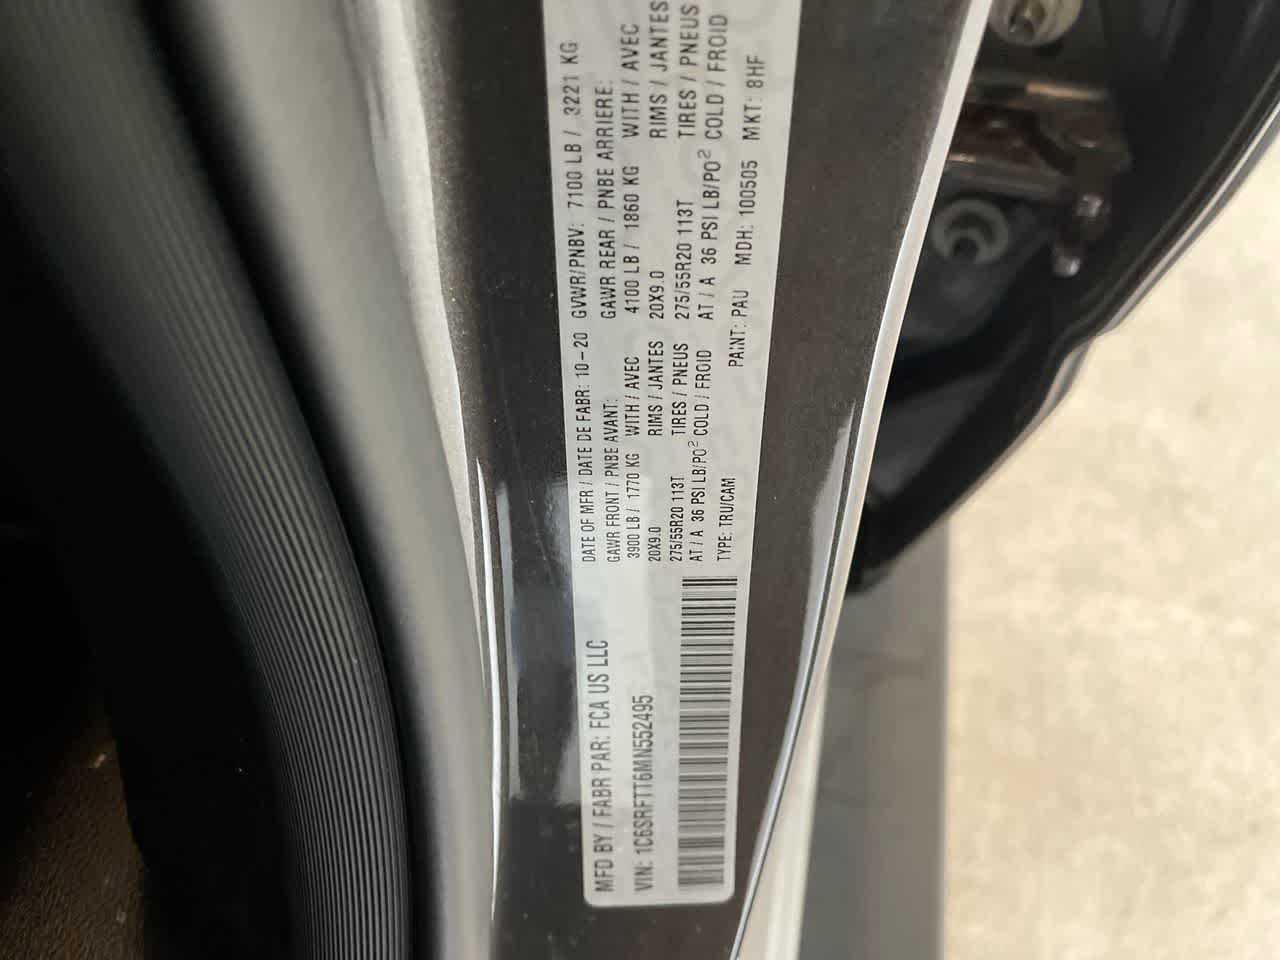 MFD BY / FABR PAR: FCA US LLC
VIN: 1C6SRFTT6MN552495
DATE OF MFR / DATE DE FABR: 10-20
GVWR/PNBV: 7100 LB / 3221 KG
GAWR FRONT / PNBE AVANT:
3900 LB / 1770 KG WITH / AVEC
20X9.0 RIMS / JANTES
275/55R20 113T TIRES / PNEUS
AT / A 36 PSI LB/PO² COLD / FROID
GAWR REAR / PNBE ARRIERE:
4100 LB / 1860 KG WITH / AVEC
20X9.0 RIMS / JANTES
275/55R20 113T TIRES / PNEUS
AT / A 36 PSI LB/PO² COLD / FROID
TYPE: TRU/CAM PAINT: PAU MDH: 100505 MKT: 8HF